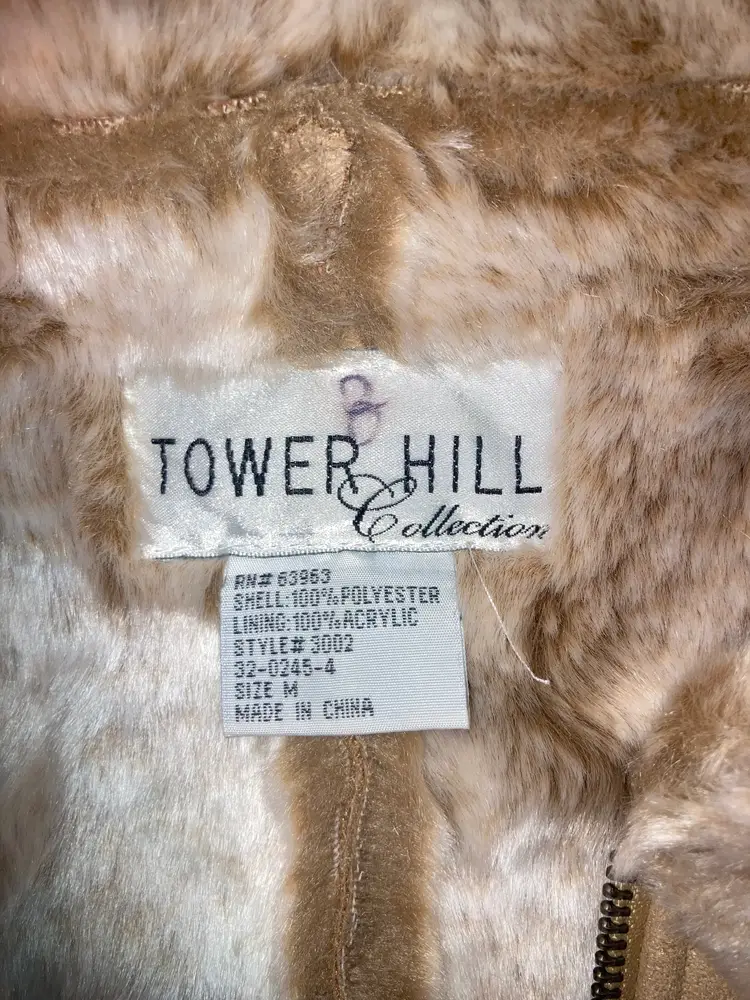 TOWER HILL
Collection
RN# 63963
SHELL:100%POLYESTER
LINING:100%ACRYLIC
STYLE# 3002
32-0245-4
SIZE M
MADE IN CHINA